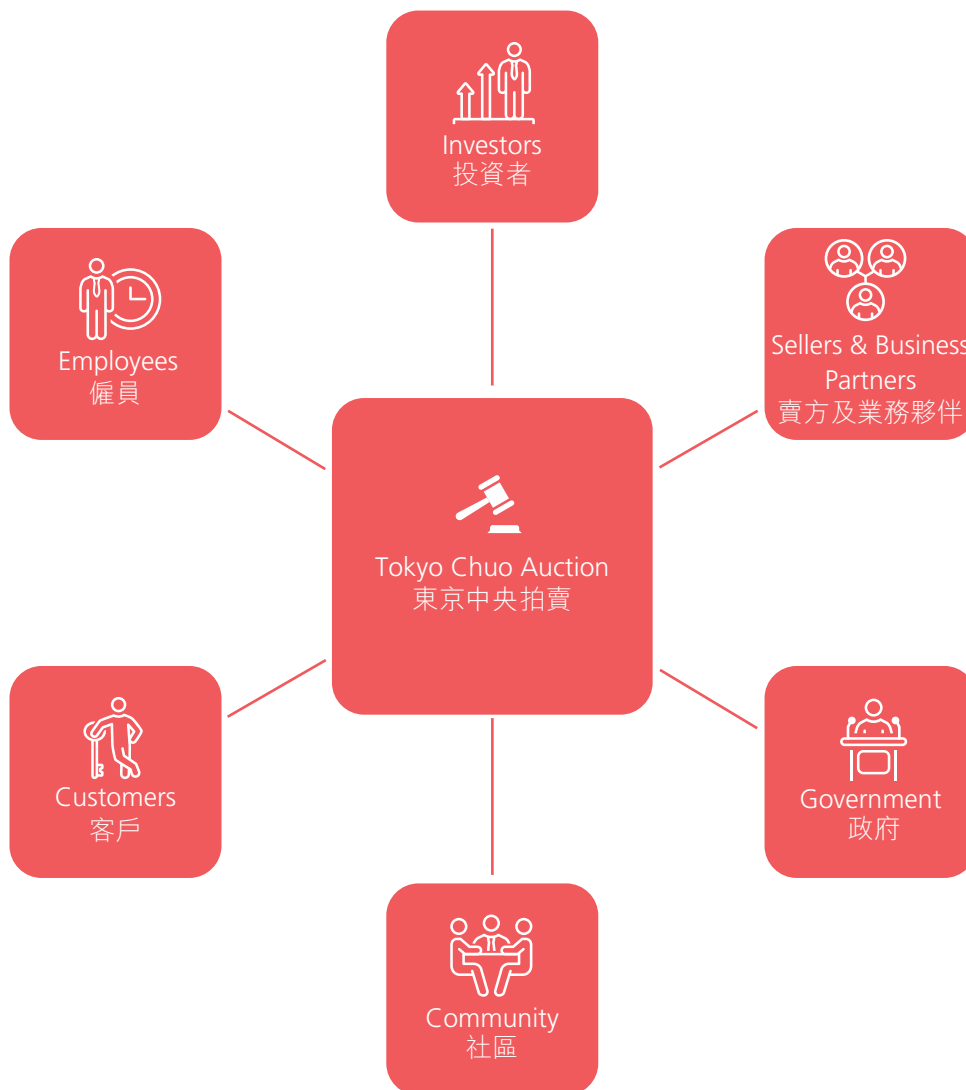 Investors
投資者
Employees
僱員
Sellers & Business
Partners
賣方及業務夥伴
Tokyo Chuo Auction
東京中央拍賣
Customers
客戶
Government
政府
Community
社區